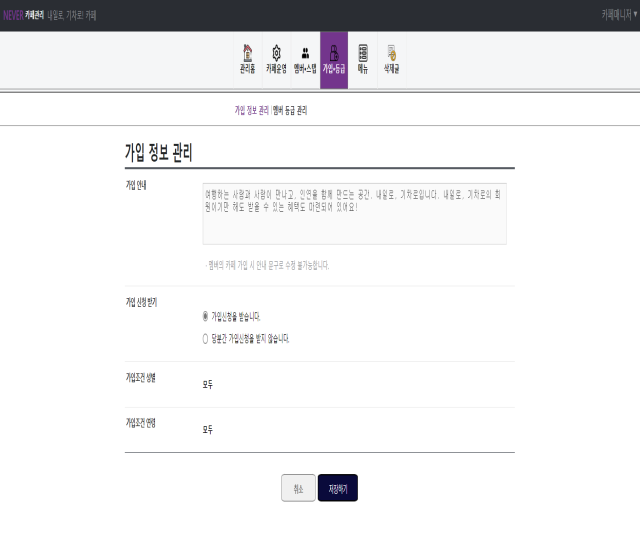 NEVER 카페관리 내일로, 기차로! 카페
카페매니저 ▾
관리홈 카페운영 멤버•스탭 가입•등급 메뉴 삭제글
가입 정보 관리 | 멤버 등급 관리
가입 정보 관리
가입 안내
여행하는 사람과 사람이 만나고, 인연을 함께 만드는 공간. 내일로, 기차로입니다. 내일로, 기차로의 회
원이기만 해도 받을 수 있는 혜택도 마련되어 있어요!
- 멤버의 카페 가입 시 안내 문구로 수정 불가능합니다.
가입 신청 받기
가입신청을 받습니다.
당분간 가입신청을 받지 않습니다.
가입조건 성별
모두
가입조건 연령
모두
취소 저장하기